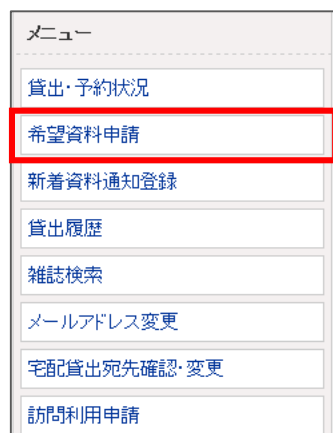 メニュー
貸出・予約状況
希望資料申請
新着資料通知登録
貸出履歴
雑誌検索
メールアドレス変更
宅配貸出宛先確認・変更
訪問利用申請